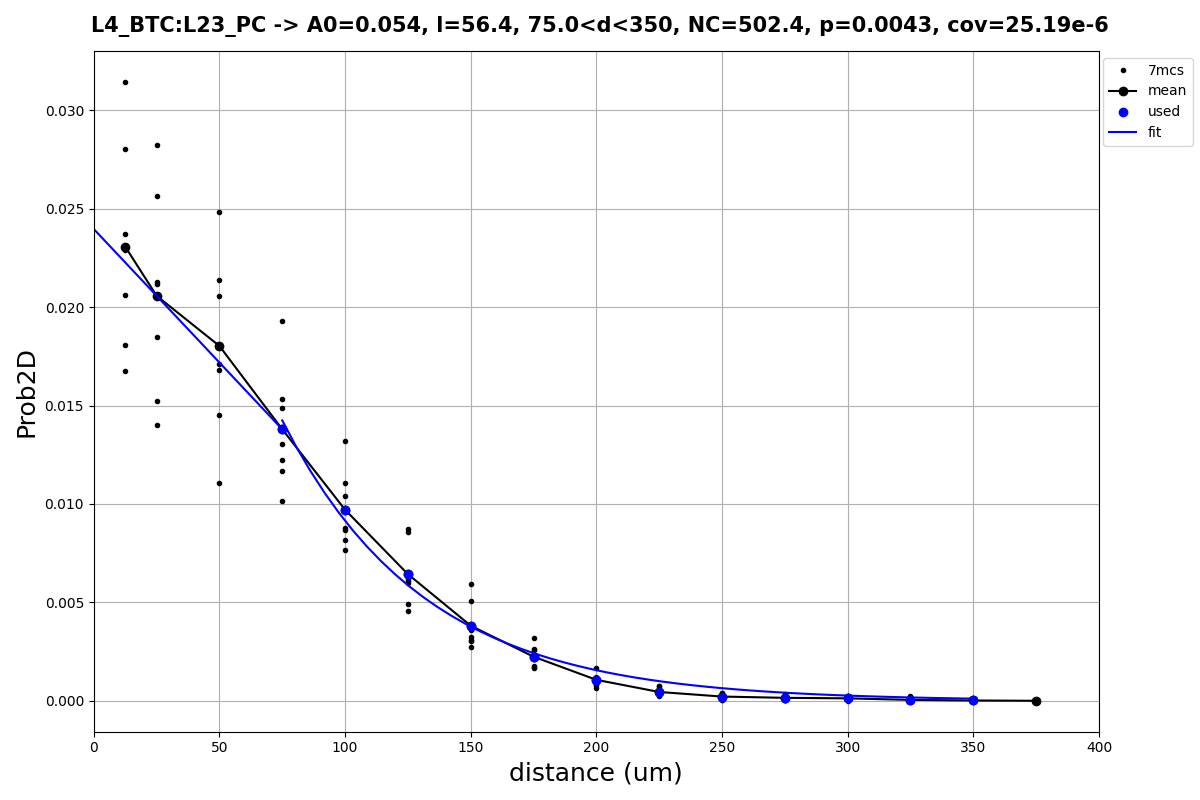 L4_BTC:L23_PC -> A0=0.054, l=56.4, 75.0<d<350, NC=502.4, p=0.0043, cov=25.19e-6
7mcs
mean
used
fit
0.030
0.025
0.020
0.015
0.010
0.005
0.000
Prob2D
0 50 100 150 200 250 300 350 400
distance (um)